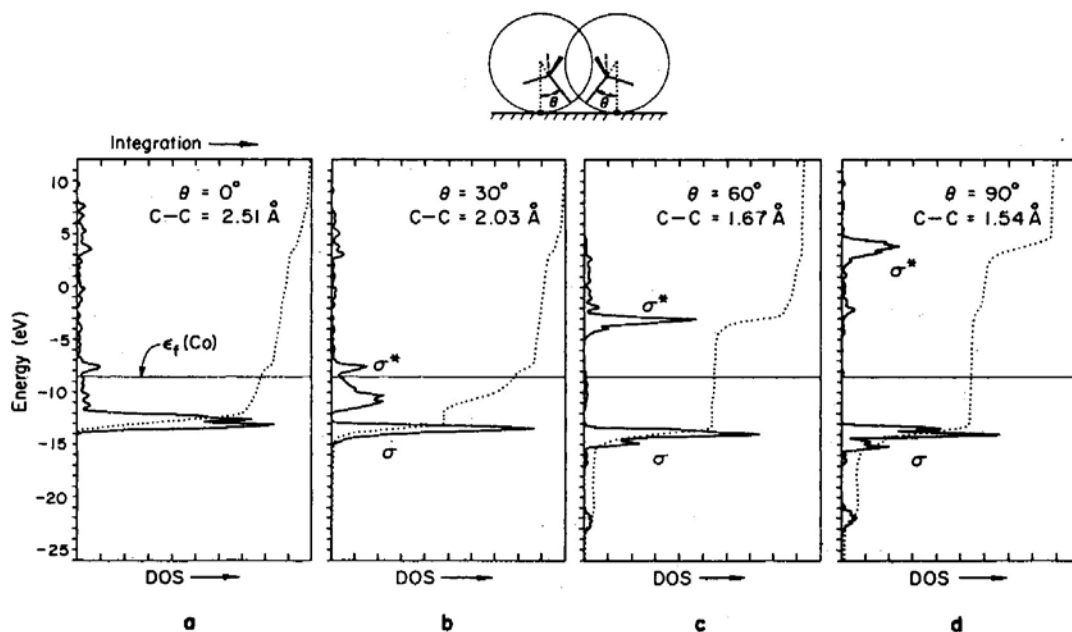 θ θ
Integration →
θ = 0°
C–C = 2.51 Å
θ = 30°
C–C = 2.03 Å
θ = 60°
C–C = 1.67 Å
θ = 90°
C–C = 1.54 Å
Energy (eV)
10
5
0
-5
-10
-15
-20
-25
εf (Co)
σ*
σ
σ*
σ
σ*
σ
DOS →
DOS →
DOS →
DOS →
a
b
c
d